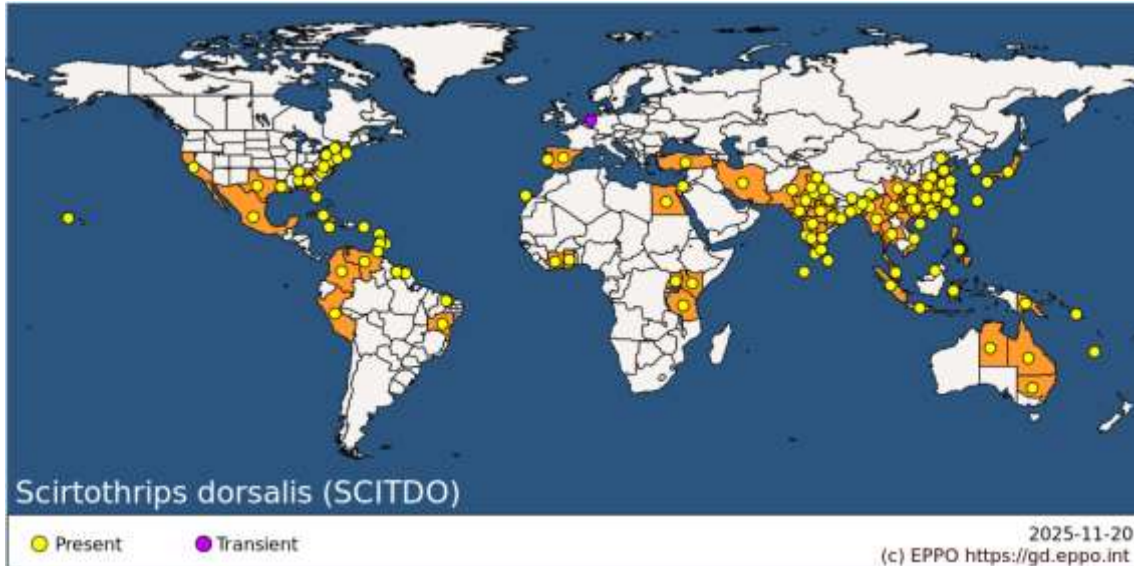 Scirtothrips dorsalis (SCITDO)
Present
Transient
2025-11-20
(c) EPPO https://gd.eppo.int